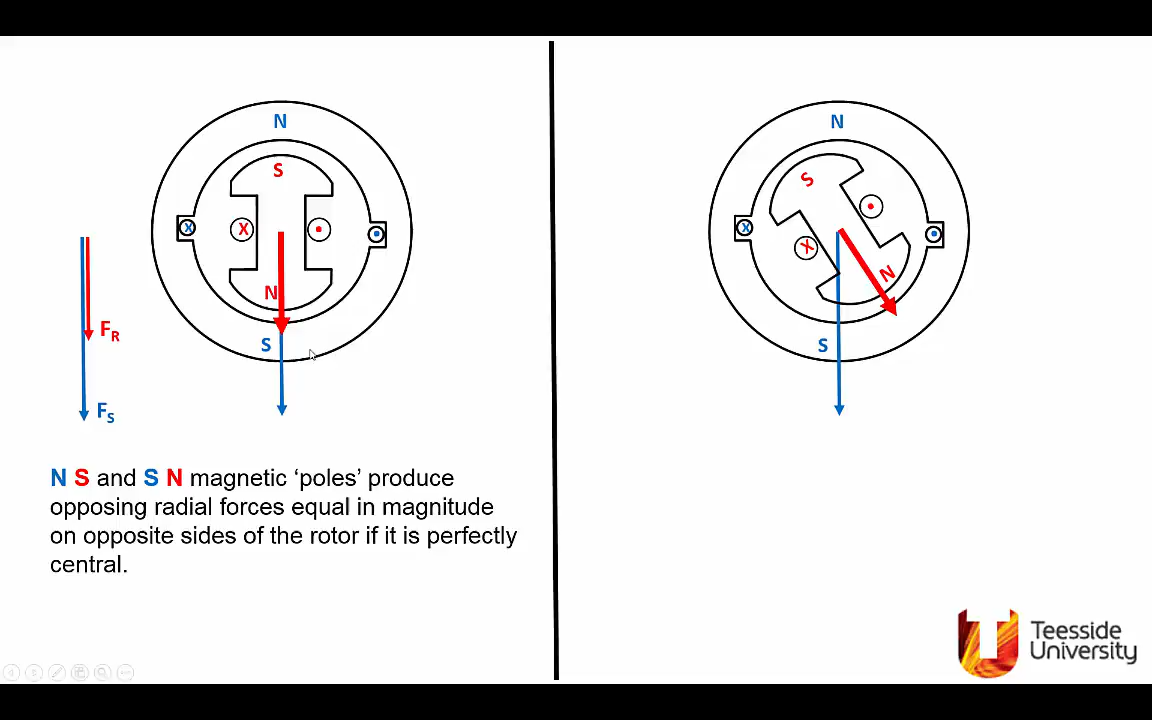 N
S
X
X
N
S
F_R
F_S
N S and S N magnetic ‘poles’ produce
opposing radial forces equal in magnitude
on opposite sides of the rotor if it is perfectly
central.
N
S
X
X
N
S
Teesside
University